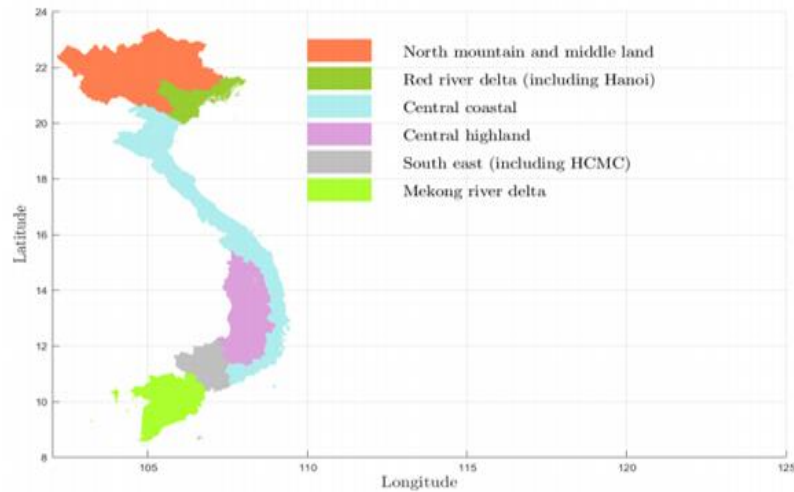 24
22
20
18
16
14
12
10
8
Latitude
North mountain and middle land
Red river delta (including Hanoi)
Central coastal
Central highland
South east (including HCMC)
Mekong river delta
105
110
115
120
125
Longitude